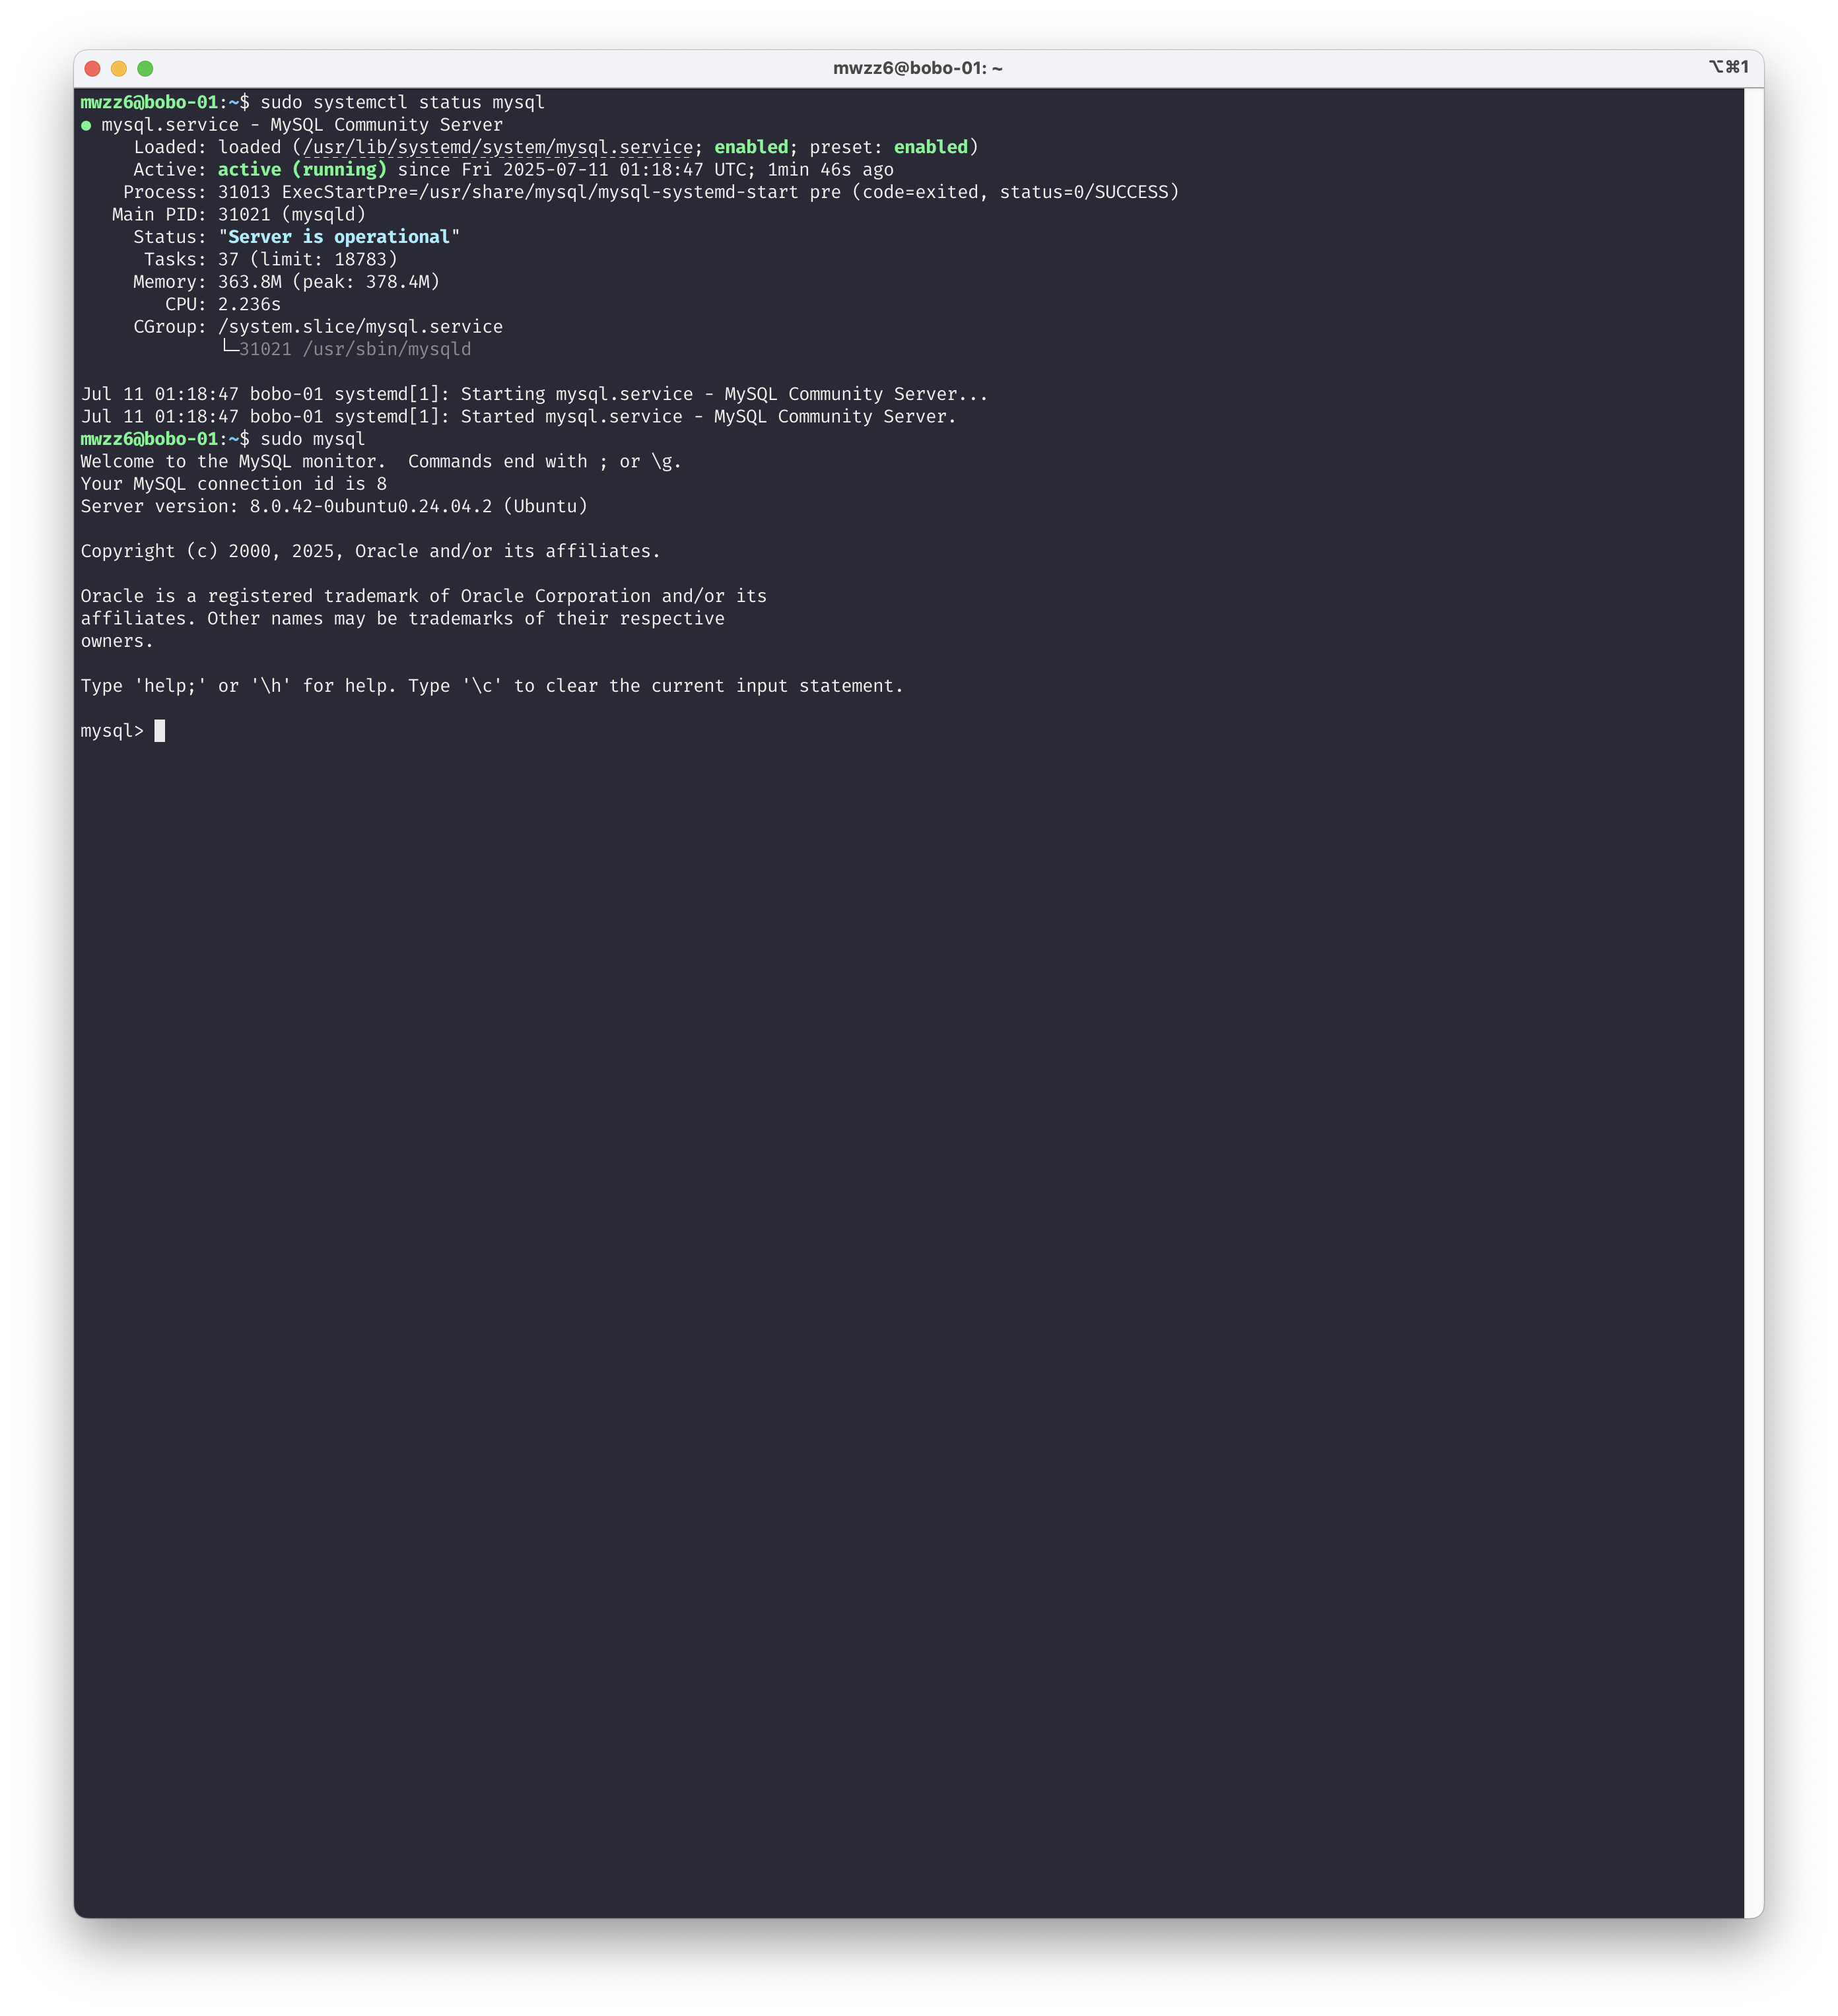 mwzz6@bobo-01: ~
⌥⌘1
mwzz6@bobo-01:~$ sudo systemctl status mysql
● mysql.service - MySQL Community Server
     Loaded: loaded (/usr/lib/systemd/system/mysql.service; enabled; preset: enabled)
     Active: active (running) since Fri 2025-07-11 01:18:47 UTC; 1min 46s ago
    Process: 31013 ExecStartPre=/usr/share/mysql/mysql-systemd-start pre (code=exited, status=0/SUCCESS)
   Main PID: 31021 (mysqld)
     Status: "Server is operational"
      Tasks: 37 (limit: 18783)
     Memory: 363.8M (peak: 378.4M)
        CPU: 2.236s
     CGroup: /system.slice/mysql.service
             └─31021 /usr/sbin/mysqld
Jul 11 01:18:47 bobo-01 systemd[1]: Starting mysql.service - MySQL Community Server...
Jul 11 01:18:47 bobo-01 systemd[1]: Started mysql.service - MySQL Community Server.
mwzz6@bobo-01:~$ sudo mysql
Welcome to the MySQL monitor.  Commands end with ; or \g.
Your MySQL connection id is 8
Server version: 8.0.42-0ubuntu0.24.04.2 (Ubuntu)
Copyright (c) 2000, 2025, Oracle and/or its affiliates.
Oracle is a registered trademark of Oracle Corporation and/or its
affiliates. Other names may be trademarks of their respective
owners.
Type 'help;' or '\h' for help. Type '\c' to clear the current input statement.
mysql>